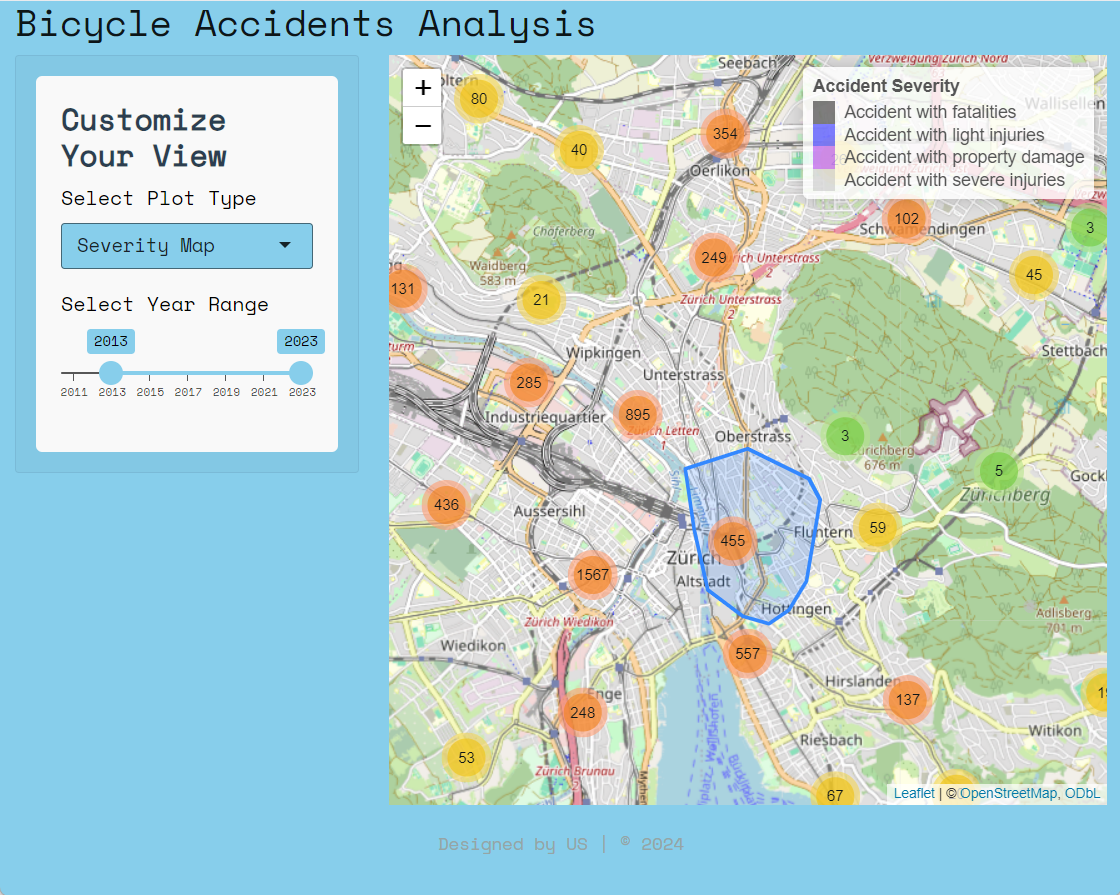 Bicycle Accidents Analysis
Customize
Your View
Select Plot Type
Severity Map
Select Year Range
2013
2023
2011 2013 2015 2017 2019 2021 2023
+
−
Accident Severity
Accident with fatalities
Accident with light injuries
Accident with property damage
Accident with severe injuries
Seebach
Verzweigung Zürich Nord
Wallisellen
80
354
40
Oerlikon
102
Schwamendingen
3
Chäferberg
249
Zürich Unterstrass
2
Waidberg
583 m
45
131
21
Zürich Unterstrass
2
Wipkingen
Stettbach
Unterstrass
285
895
Industriequartier
Zürich Letten
1
Oberstrass
3
676 m
5
Zürichberg
436
Aussersihl
59
Fluntern
455
Zürich
Altstadt
1567
Hottingen
Adlisberg
701 m
Zürich Wiedikon
2
Wiedikon
557
Hirslanden
Enge
137
248
Witikon
Riesbach
53
Zürich Brunau
2
67
Leaflet | © OpenStreetMap, ODbL
Designed by US | © 2024